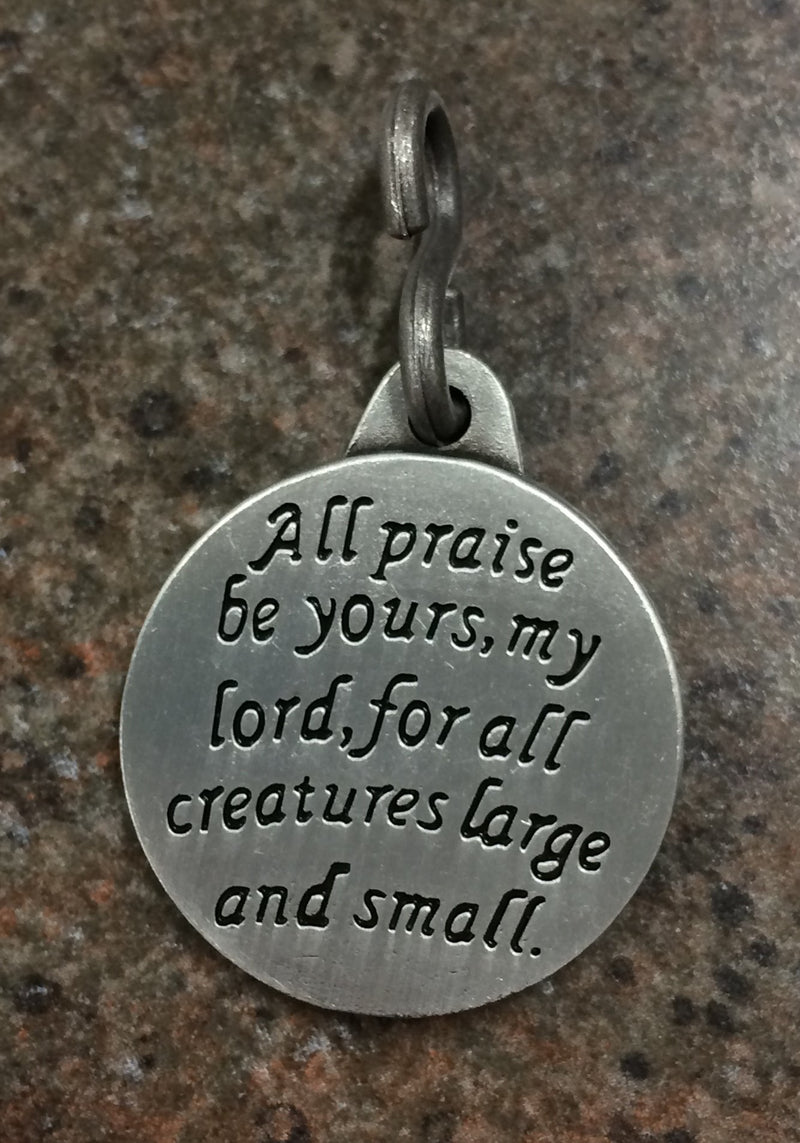 All praise
be yours, my
lord, for all
creatures large
and small.